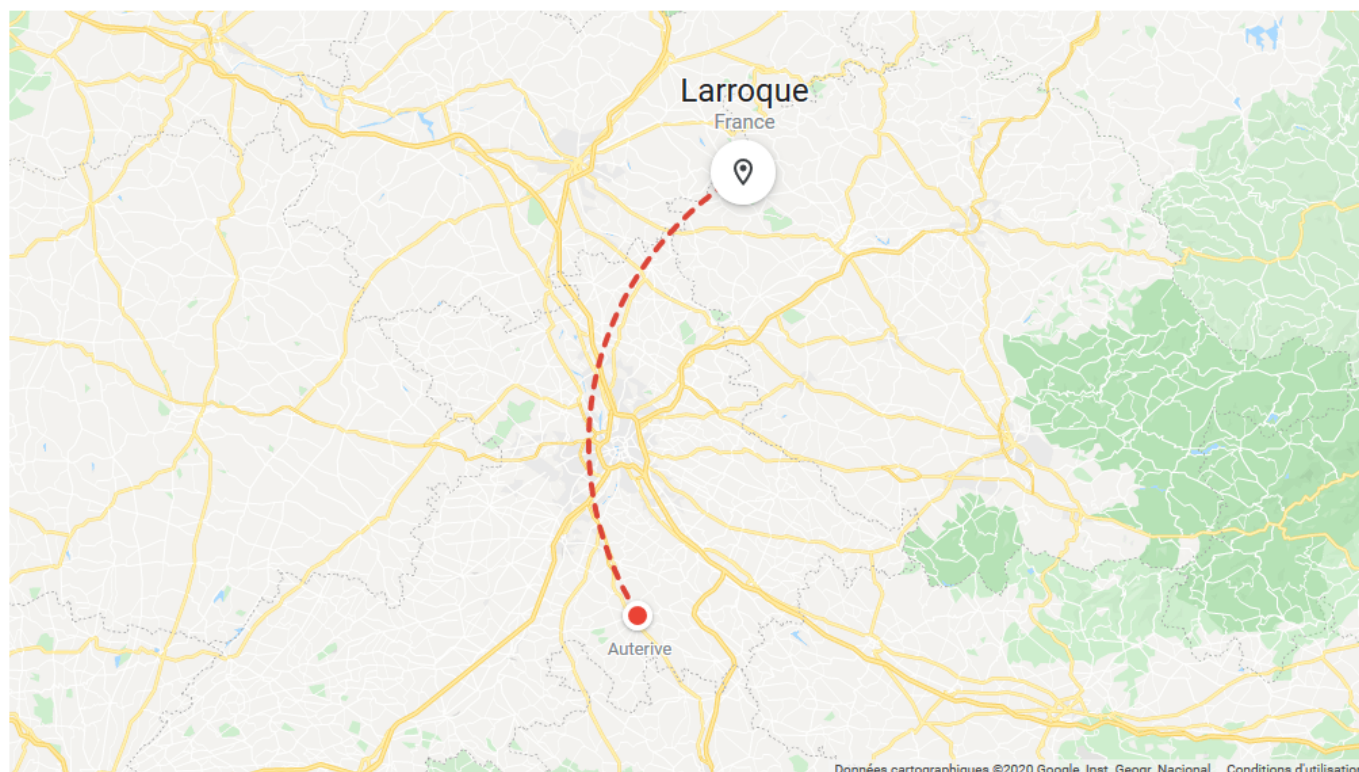 Larroque
France
Auterive
Données cartographiques ©2020 Google, Inst. Geogr. Nacional Conditions d'utilisation